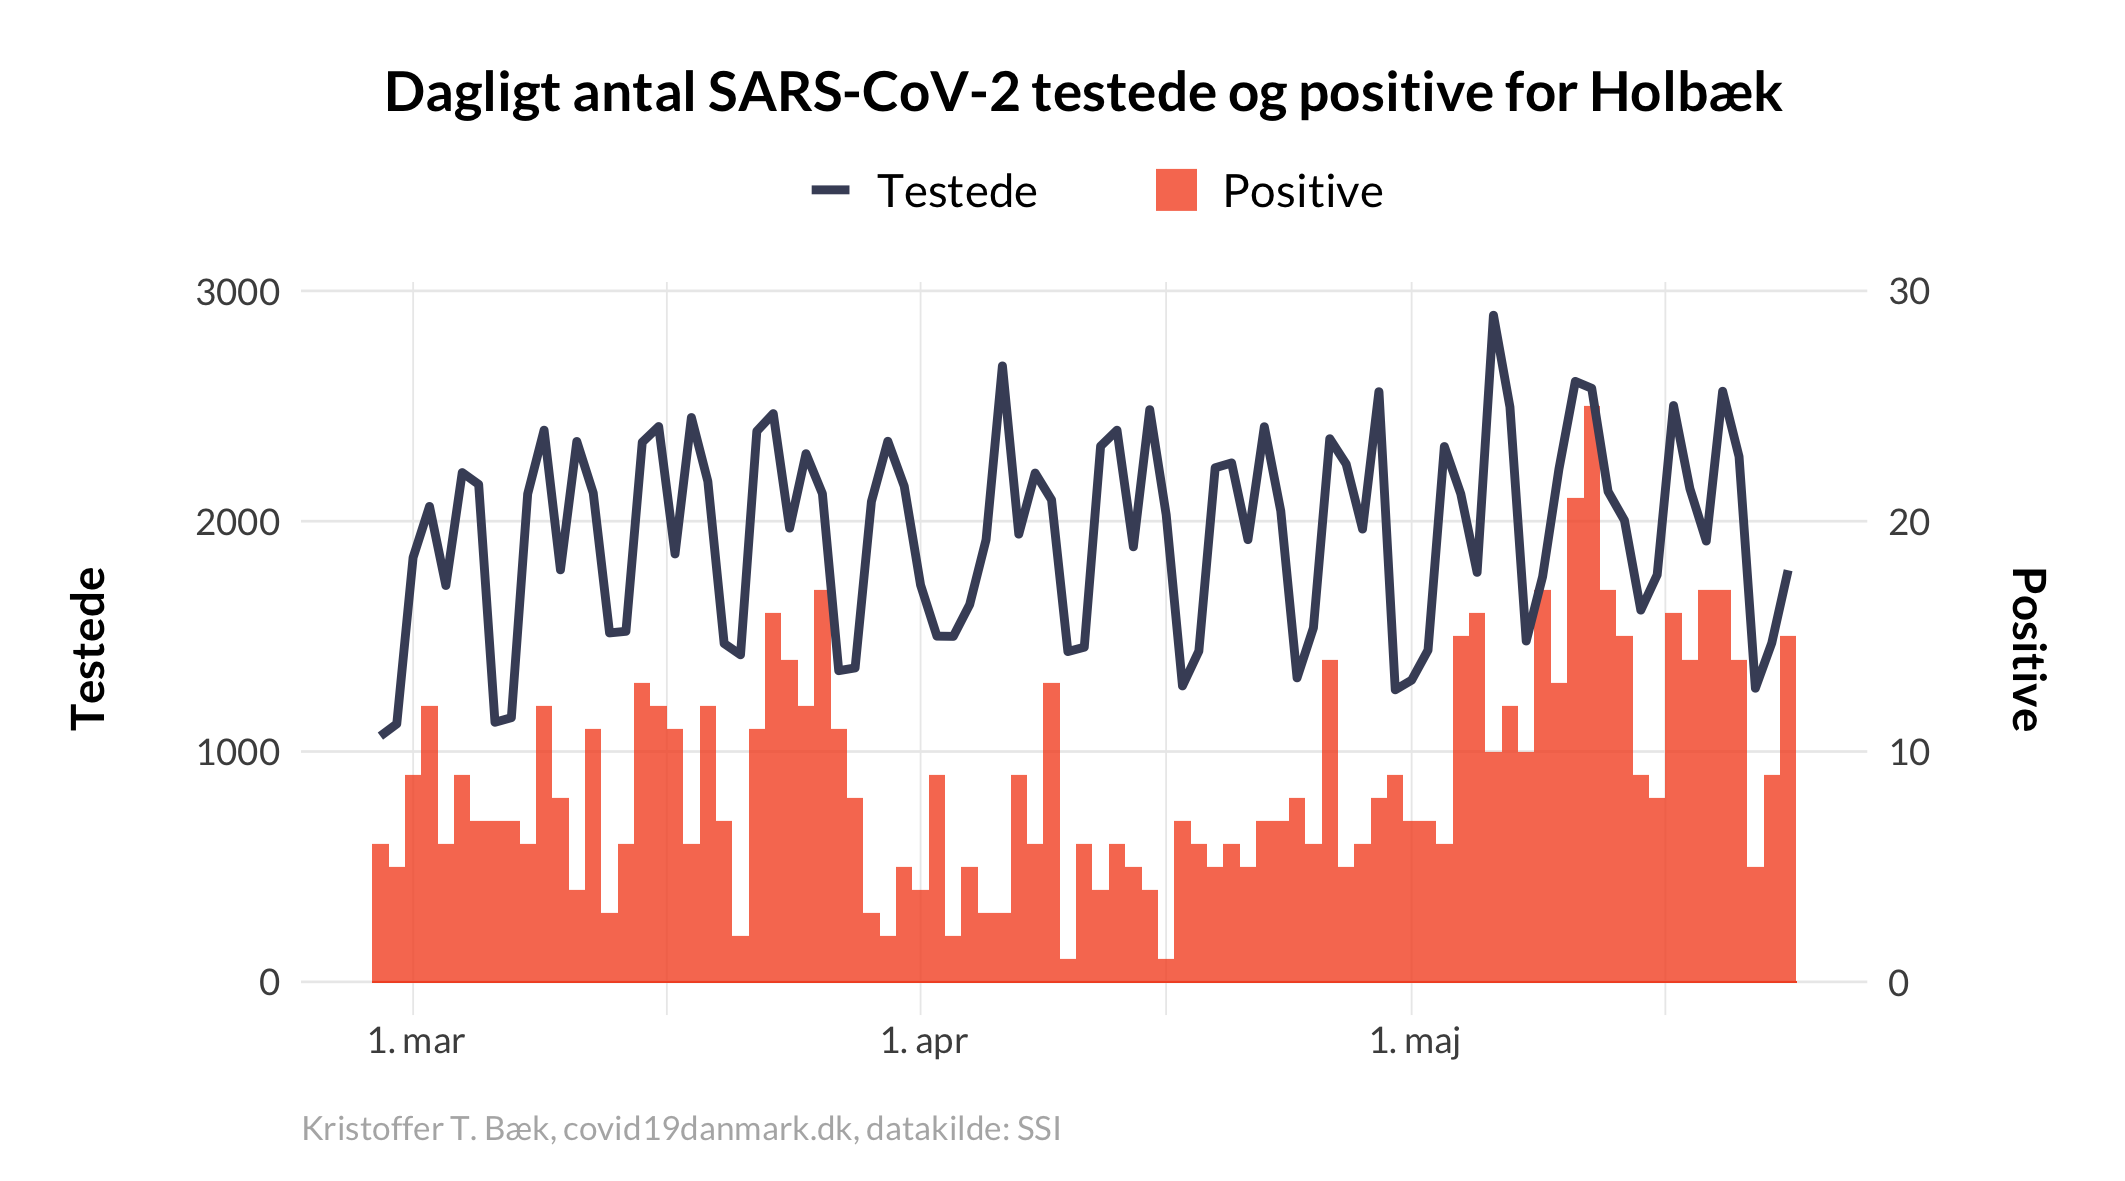 Dagligt antal SARS-CoV-2 testede og positive for Holbæk
Testede
Positive
3000
2000
1000
0
Testede
30
20
10
0
Positive
1. mar
1. apr
1. maj
Kristoffer T. Bæk, covid19danmark.dk, datakilde: SSI